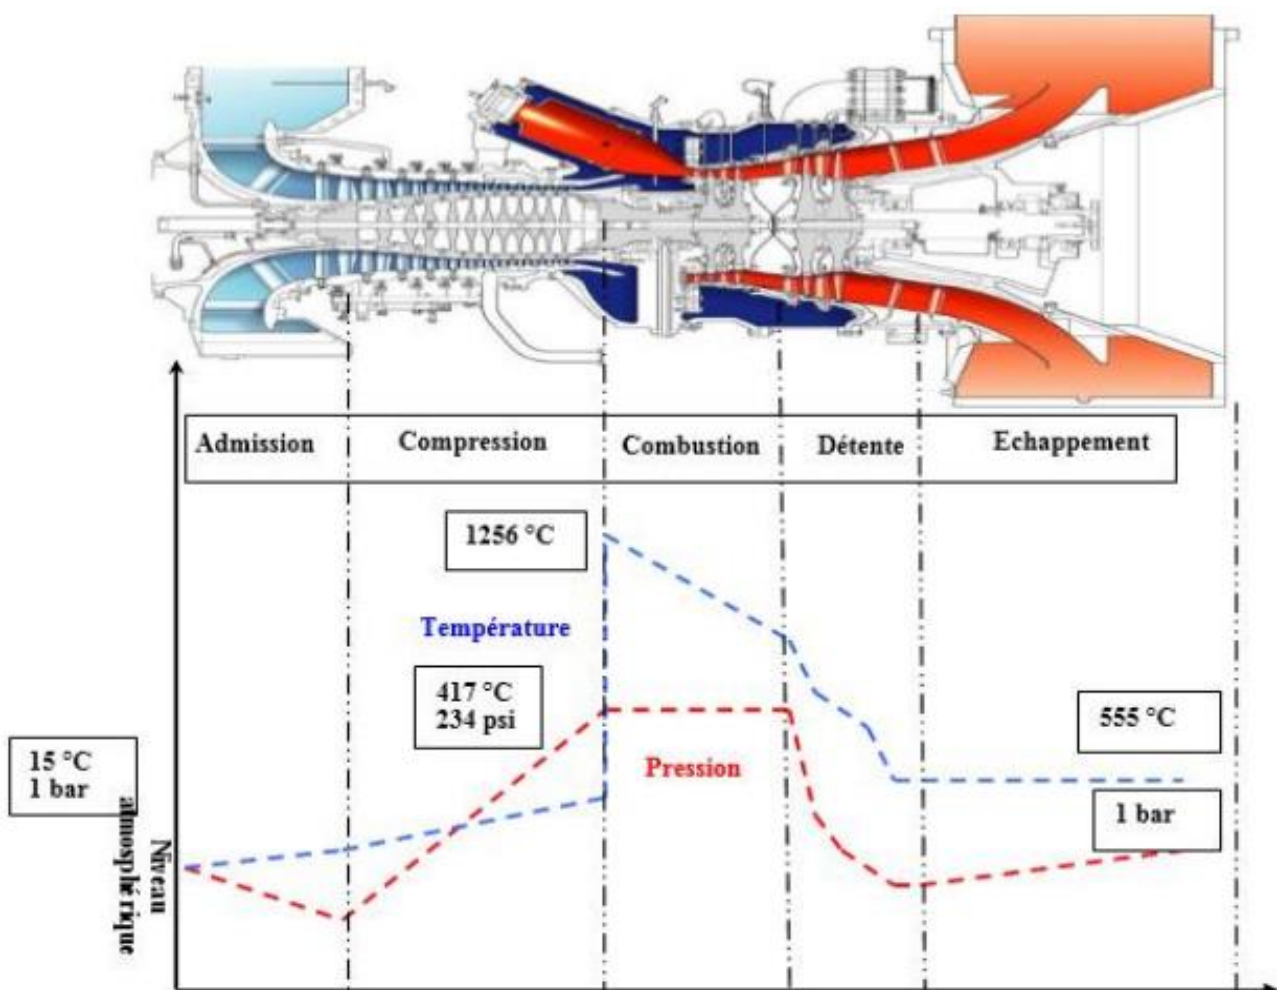 Admission
Compression
Combustion
Détente
Echappement
1256 °C
Température
417 °C
234 psi
555 °C
15 °C
1 bar
Pression
1 bar
Niveau
atmosphérique